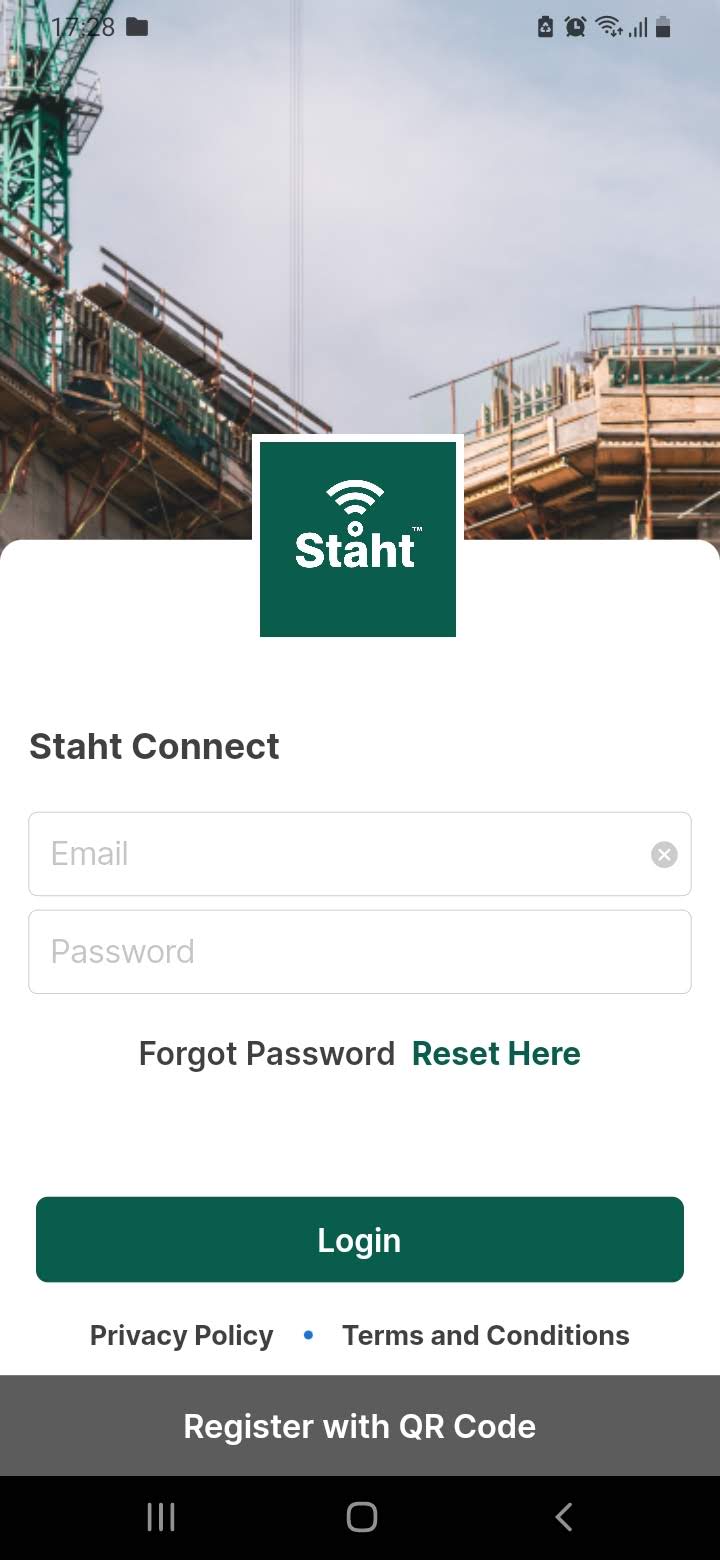 17:28
Ståht™
Staht Connect
Email
Password
Forgot Password Reset Here
Login
Privacy Policy • Terms and Conditions
Register with QR Code